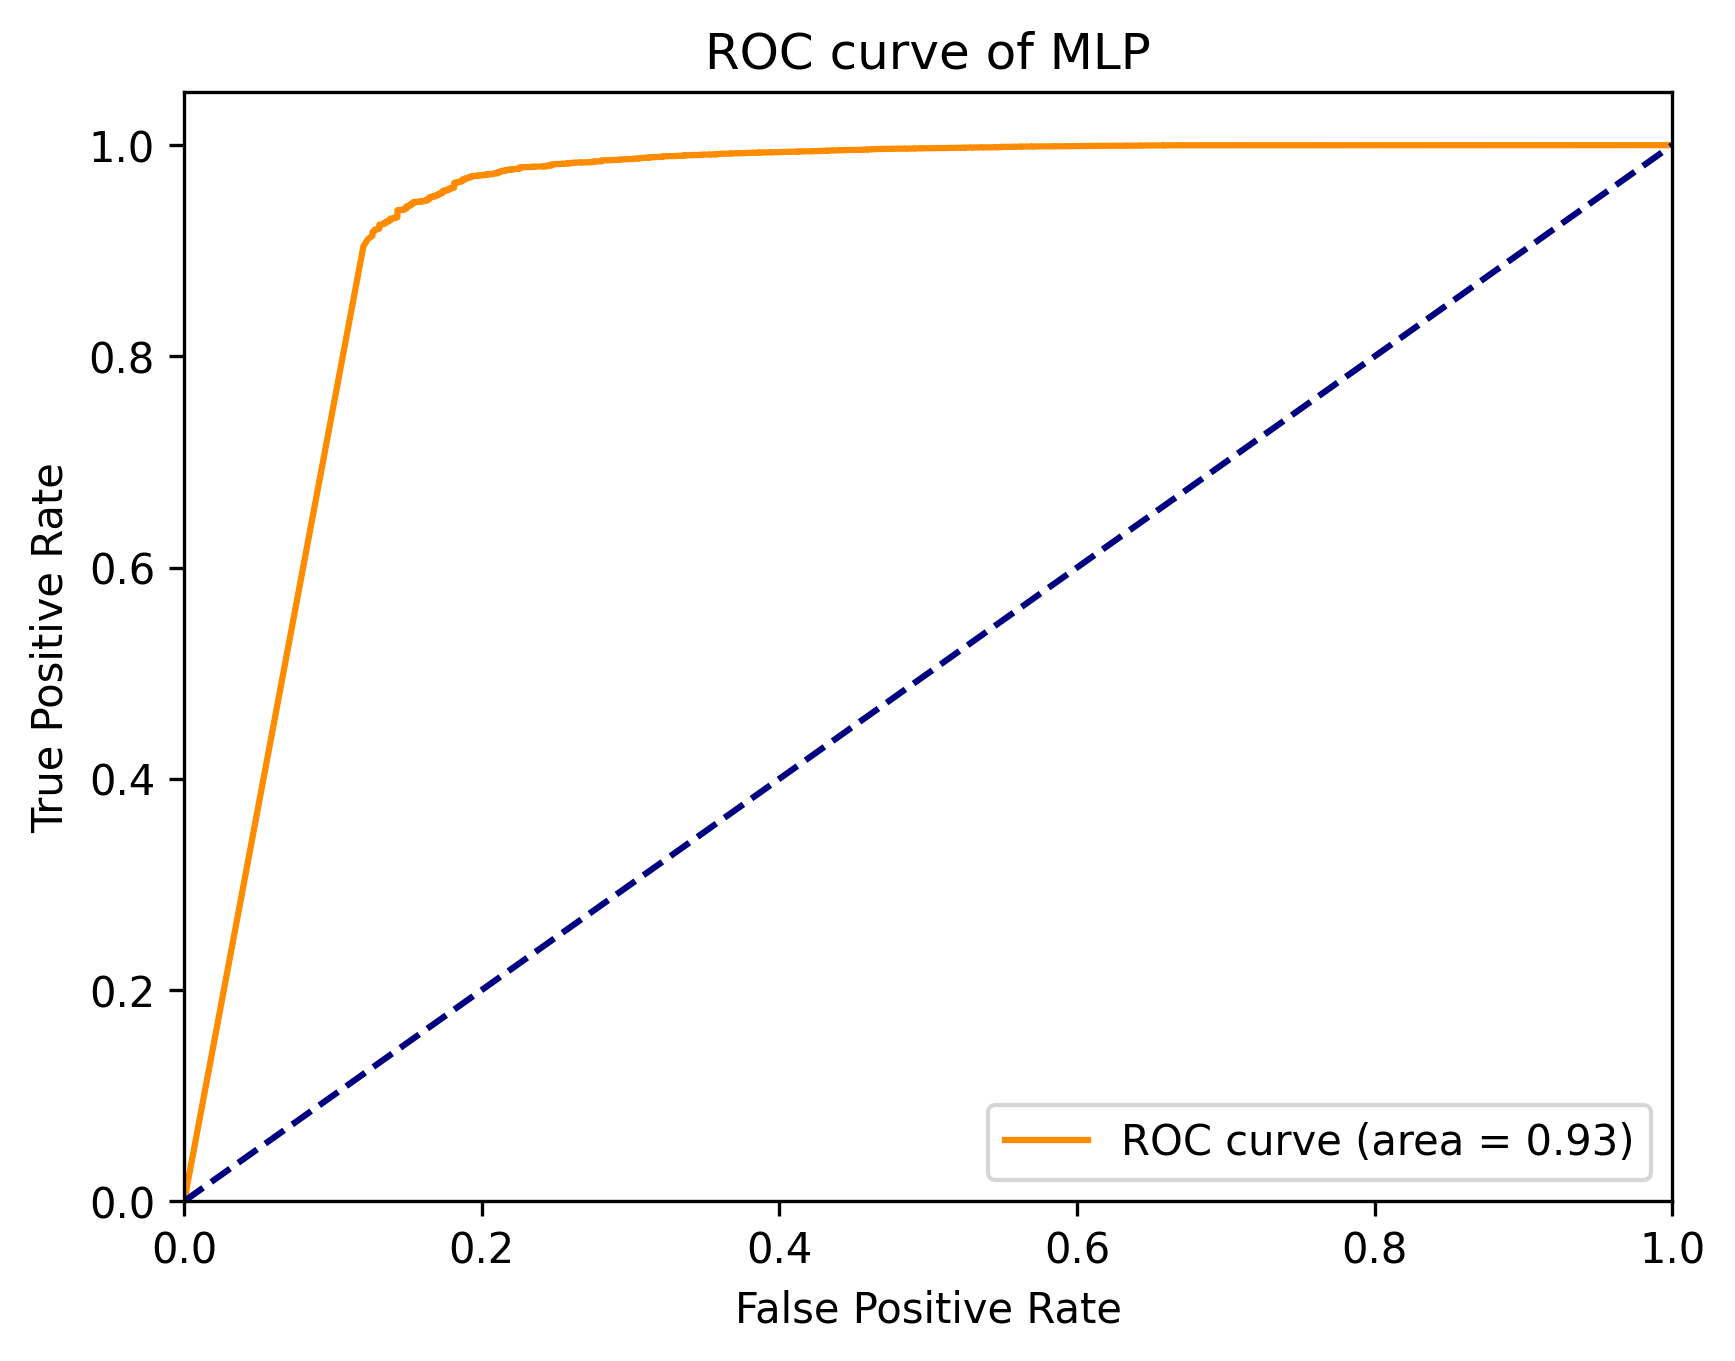 ROC curve of MLP
1.0
0.8
0.6
0.4
0.2
0.0
True Positive Rate
ROC curve (area = 0.93)
0.0 0.2 0.4 0.6 0.8 1.0
False Positive Rate